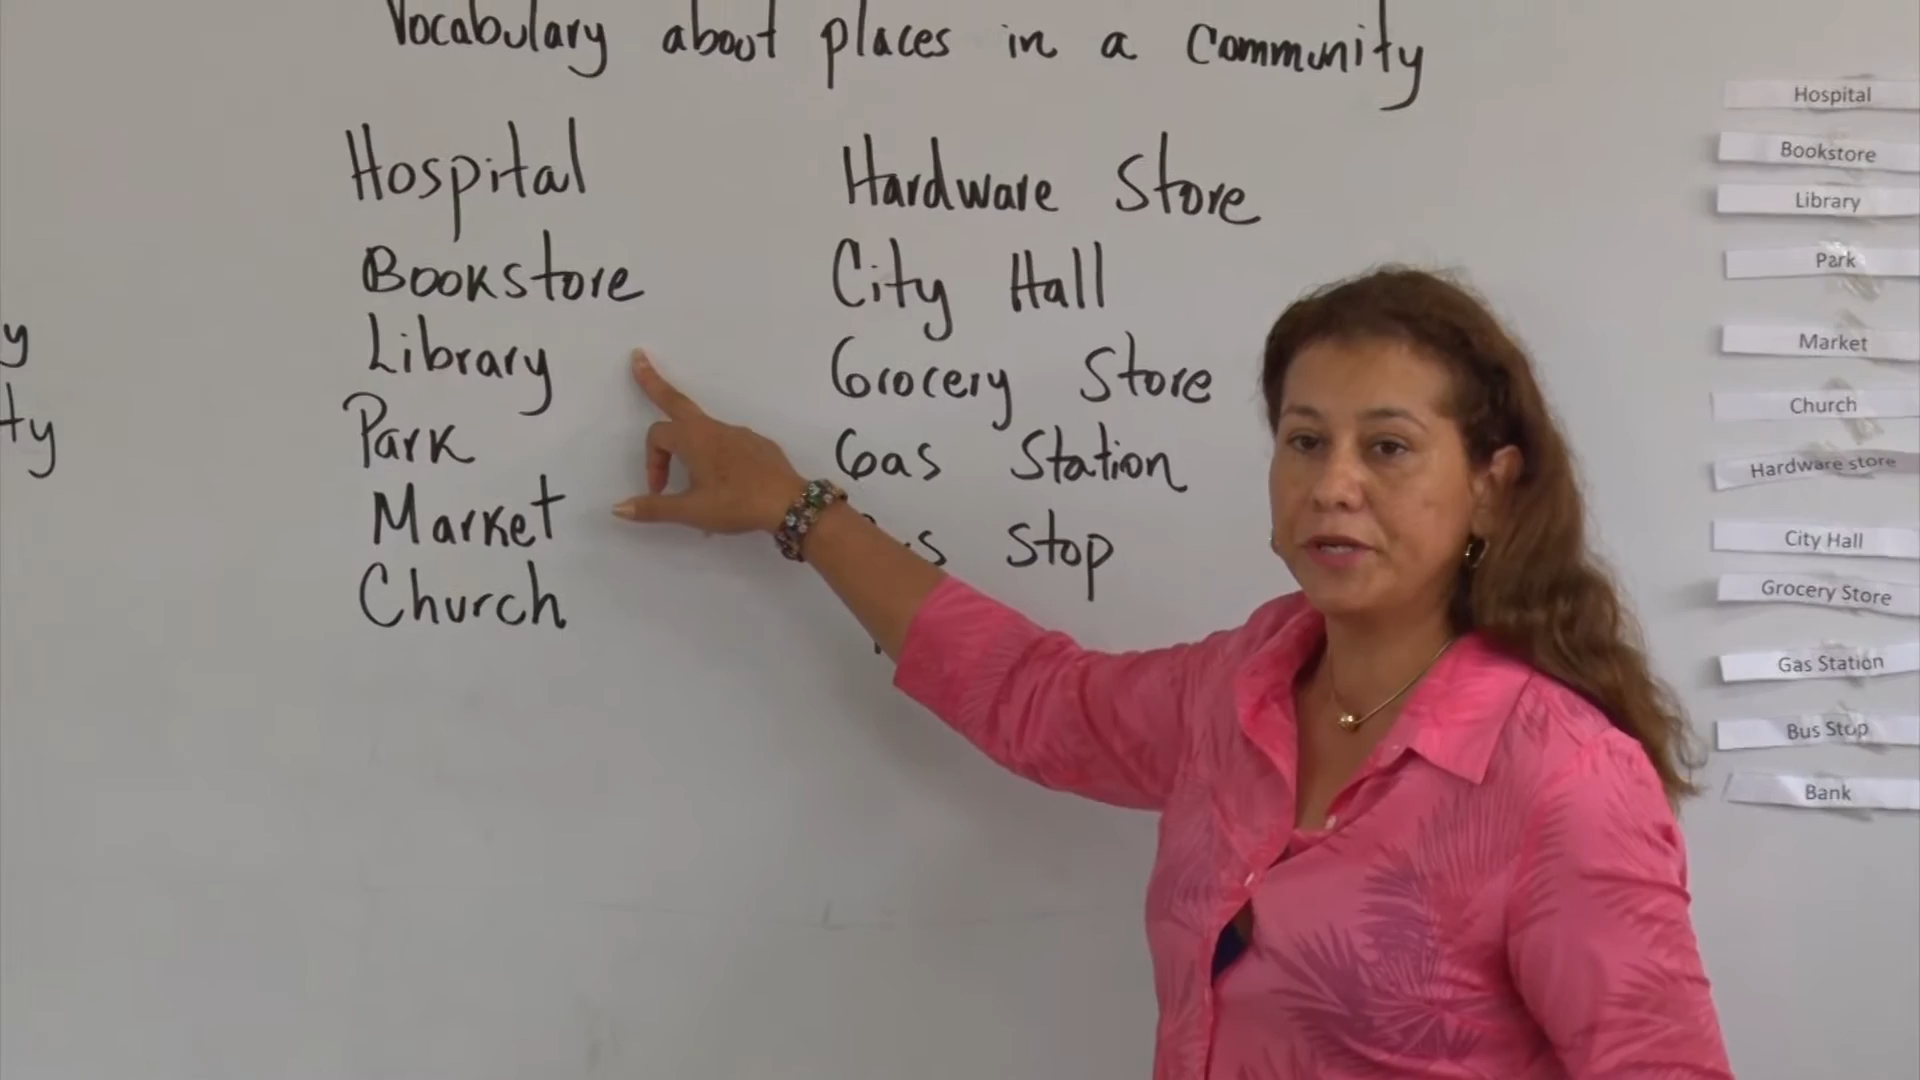 Vocabulary about places in a community
Hospital
Bookstore
Library
Park
Market
Church
Hardware Store
City Hall
Grocery Store
Gas Station
Stop
y
ty
Hospital
Bookstore
Library
Park
Market
Church
Hardware store
City Hall
Grocery Store
Gas Station
Bus Stop
Bank